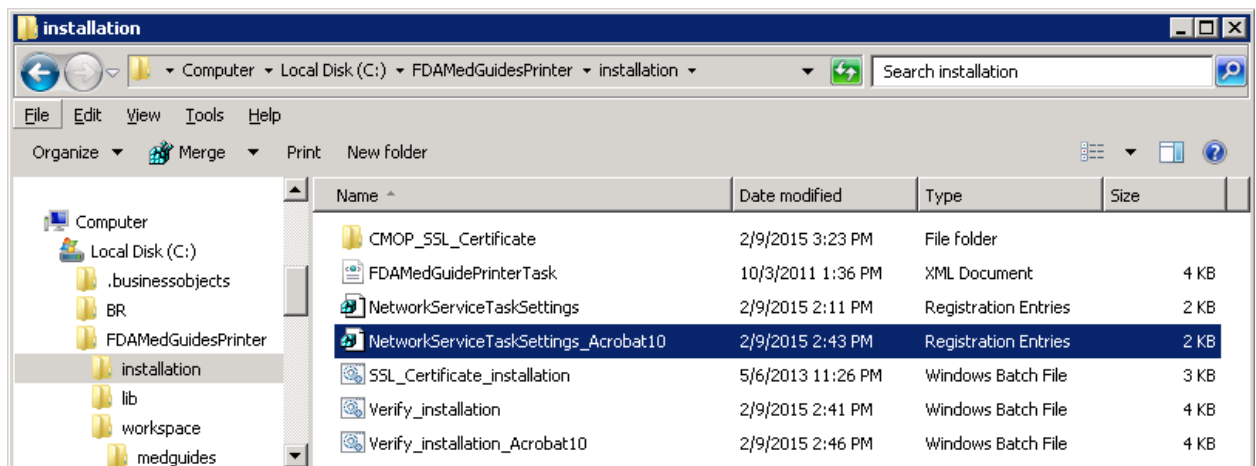 installation
Computer Local Disk (C:) FDAMedGuidesPrinter installation Search installation
File Edit View Tools Help
Organize Merge Print New folder
Name Date modified Type Size
Computer
Local Disk (C:)
.businessobjects
BR
FDAMedGuidesPrinter
installation
lib
workspace
medguides
CMOP_SSL_Certificate 2/9/2015 3:23 PM File folder
FDAMedGuidePrinterTask 10/3/2011 1:36 PM XML Document 4 KB
NetworkServiceTaskSettings 2/9/2015 2:11 PM Registration Entries 2 KB
NetworkServiceTaskSettings_Acrobat10 2/9/2015 2:43 PM Registration Entries 2 KB
SSL_Certificate_installation 5/6/2013 11:26 PM Windows Batch File 3 KB
Verify_installation 2/9/2015 2:41 PM Windows Batch File 4 KB
Verify_installation_Acrobat10 2/9/2015 2:46 PM Windows Batch File 4 KB